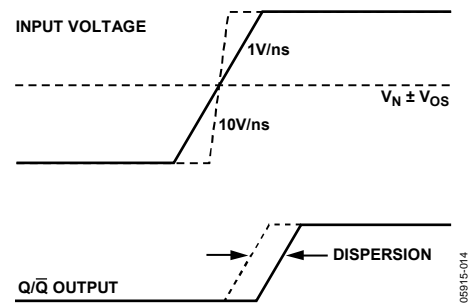 INPUT VOLTAGE
1V/ns
V_N ± V_OS
10V/ns
DISPERSION
Q/Q̅ OUTPUT
05915-014